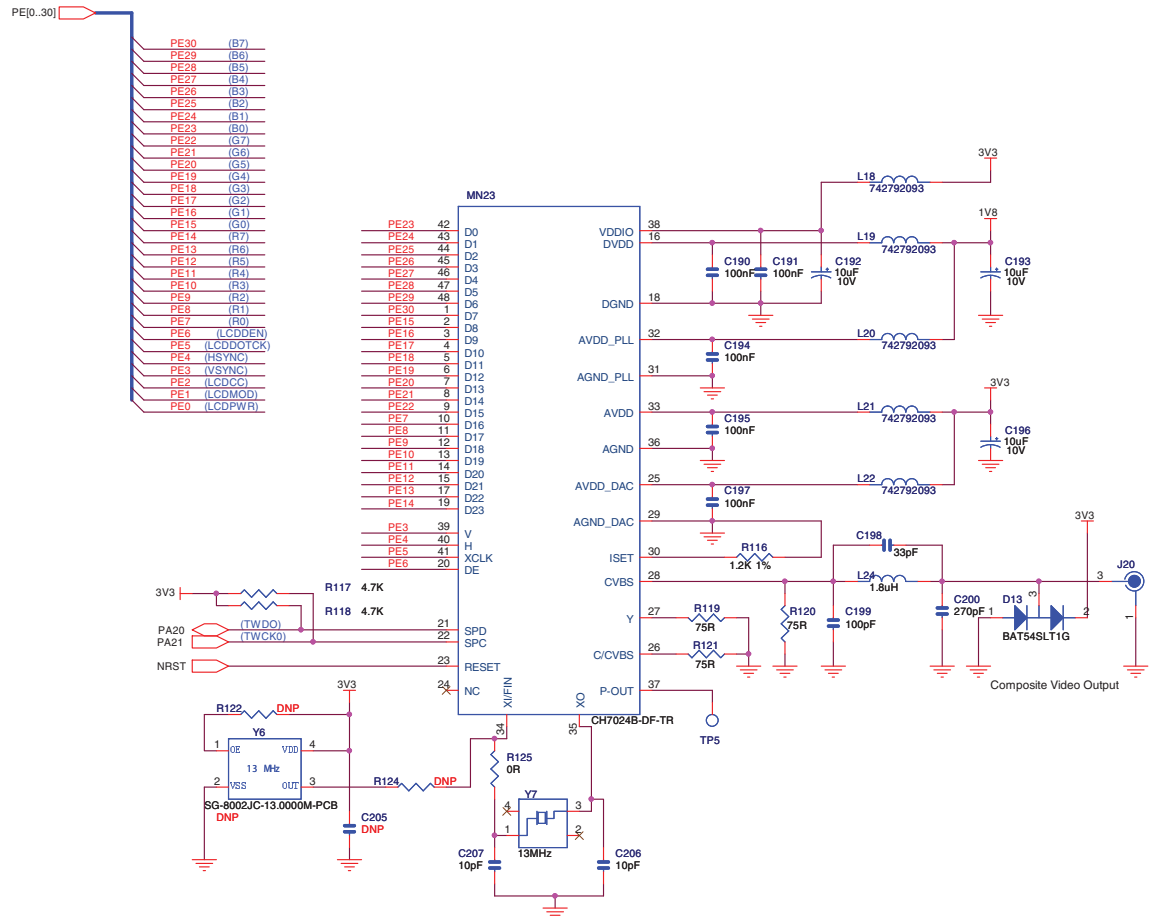 PE[0..30]
PE30 (B7)
PE29 (B6)
PE28 (B5)
PE27 (B4)
PE26 (B3)
PE25 (B2)
PE24 (B1)
PE23 (B0)
PE22 (G7)
PE21 (G6)
PE20 (G5)
PE19 (G4)
PE18 (G3)
PE17 (G2)
PE16 (G1)
PE15 (G0)
PE14 (R7)
PE13 (R6)
PE12 (R5)
PE11 (R4)
PE10 (R3)
PE9 (R2)
PE8 (R1)
PE7 (R0)
PE6 (LCDDEN)
PE5 (LCDDOTCK)
PE4 (HSYNC)
PE3 (VSYNC)
PE2 (LCDCC)
PE1 (LCDMOD)
PE0 (LCDPWR)
MN23
PE23 42 D0
PE24 43 D1
PE25 44 D2
PE26 45 D3
PE27 46 D4
PE28 47 D5
PE29 48 D6
PE30 1 D7
PE15 2 D8
PE16 3 D9
PE17 4 D10
PE18 5 D11
PE19 6 D12
PE20 7 D13
PE21 8 D14
PE22 9 D15
PE7 10 D16
PE8 11 D17
PE9 12 D18
PE10 13 D19
PE11 14 D20
PE12 15 D21
PE13 17 D22
PE14 19 D23
PE3 39 V
PE4 40 H
PE5 41 XCLK
PE6 20 DE
3V3
R117 4.7K
R118 4.7K
PA20 (TWDO) 21 SPD
PA21 (TWCK0) 22 SPC
NRST 23 RESET
24 NC
XI/FIN 34
XO 35
CH7024B-DF-TR
VDDIO 38
DVDD 16
DGND 18
AVDD_PLL 32
AGND_PLL 31
AVDD 33
AGND 36
AVDD_DAC 25
AGND_DAC 29
ISET 30
CVBS 28
Y 27
C/CVBS 26
P-OUT 37
TP5
3V3
L18
742792093
1V8
L19
742792093
C190
100nF
C191
100nF
C192
10uF
10V
C193
10uF
10V
L20
742792093
C194
100nF
3V3
L21
742792093
C195
100nF
C196
10uF
10V
L22
742792093
C197
100nF
R116
1.2K 1%
C198
33pF
L24
1.8uH
3V3
J20
3
1
R119
75R
R120
75R
R121
75R
C199
100pF
C200
270pF
D13
1
3
2
BAT54SLT1G
Composite Video Output
3V3
R122 DNP
Y6
1 OE VDD 4
13 MHz
2 VSS OUT 3
SG-8002JC-13.0000M-PCB
DNP
C205
DNP
R124 DNP
R125
0R
Y7
4 3
1 2
13MHz
C207
10pF
C206
10pF